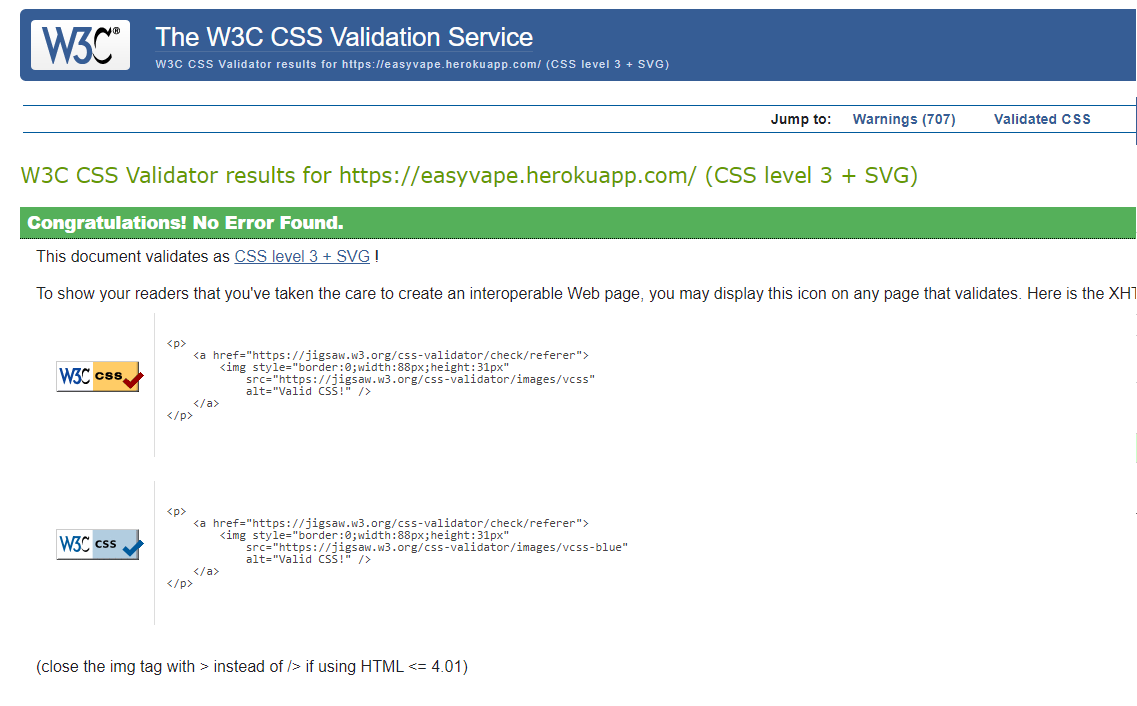 W3C®
The W3C CSS Validation Service
W3C CSS Validator results for https://easyvape.herokuapp.com/ (CSS level 3 + SVG)
Jump to: Warnings (707) Validated CSS
W3C CSS Validator results for https://easyvape.herokuapp.com/ (CSS level 3 + SVG)
Congratulations! No Error Found.
This document validates as CSS level 3 + SVG !
To show your readers that you've taken the care to create an interoperable Web page, you may display this icon on any page that validates. Here is the XHT
W3C css
<p>
<a href="https://jigsaw.w3.org/css-validator/check/referer">
<img style="border:0;width:88px;height:31px"
src="https://jigsaw.w3.org/css-validator/images/vcss"
alt="Valid CSS!" />
</a>
</p>
W3C css
<p>
<a href="https://jigsaw.w3.org/css-validator/check/referer">
<img style="border:0;width:88px;height:31px"
src="https://jigsaw.w3.org/css-validator/images/vcss-blue"
alt="Valid CSS!" />
</a>
</p>
(close the img tag with > instead of /> if using HTML <= 4.01)